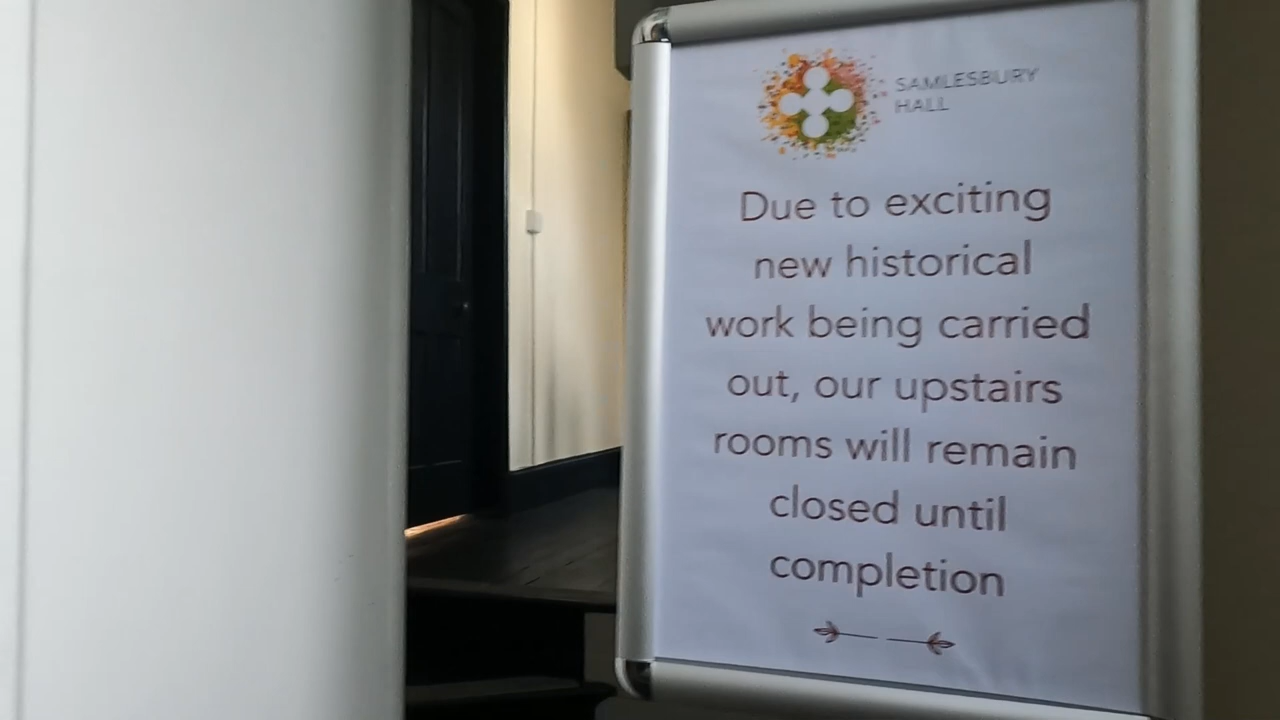 SAMLESBURY
HALL
Due to exciting
new historical
work being carried
out, our upstairs
rooms will remain
closed until
completion